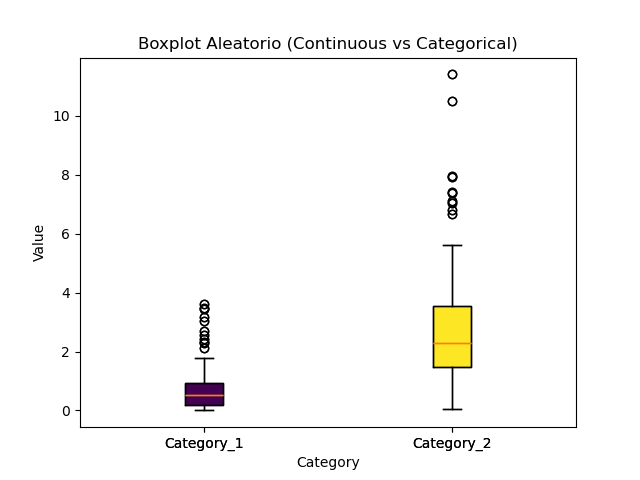 Boxplot Aleatorio (Continuous vs Categorical)
10
8
6
4
2
0
Value
Category_1
Category_2
Category